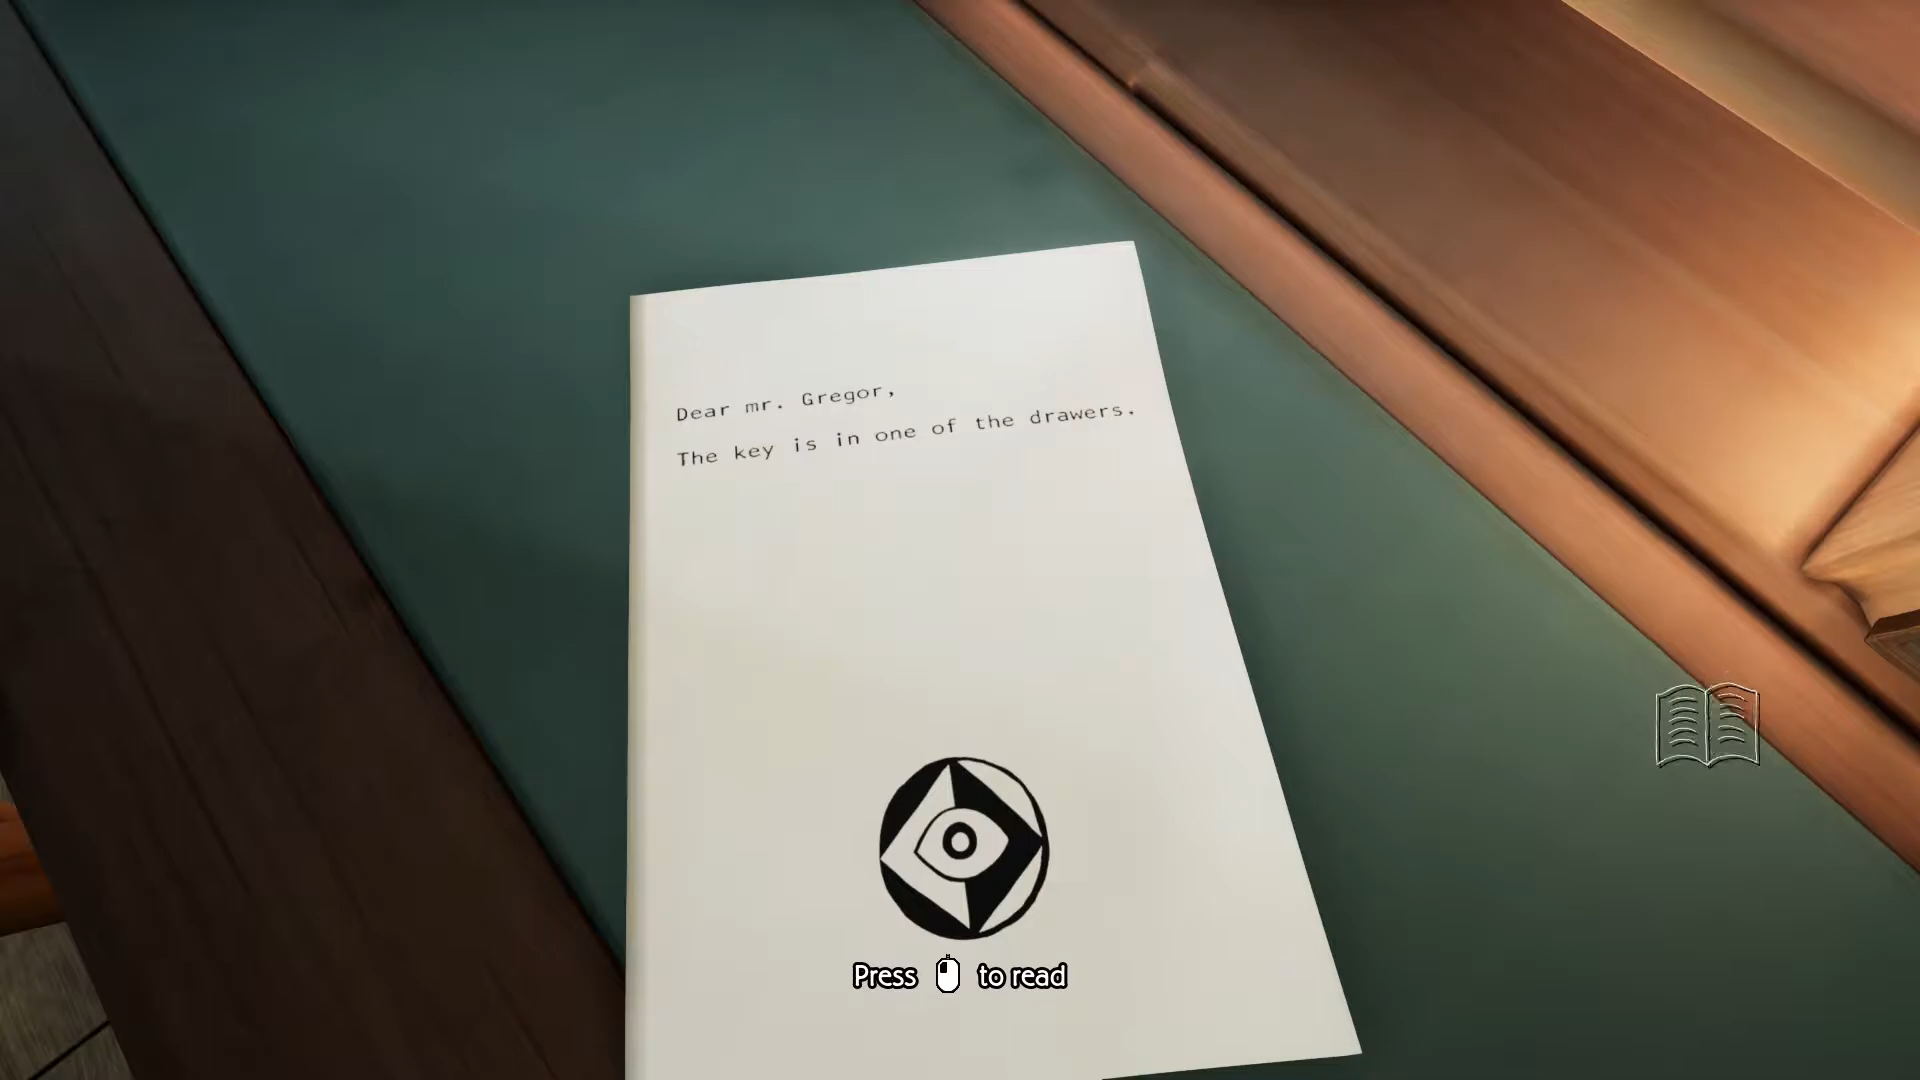 Dear mr. Gregor,
The key is in one of the drawers.
Press to read